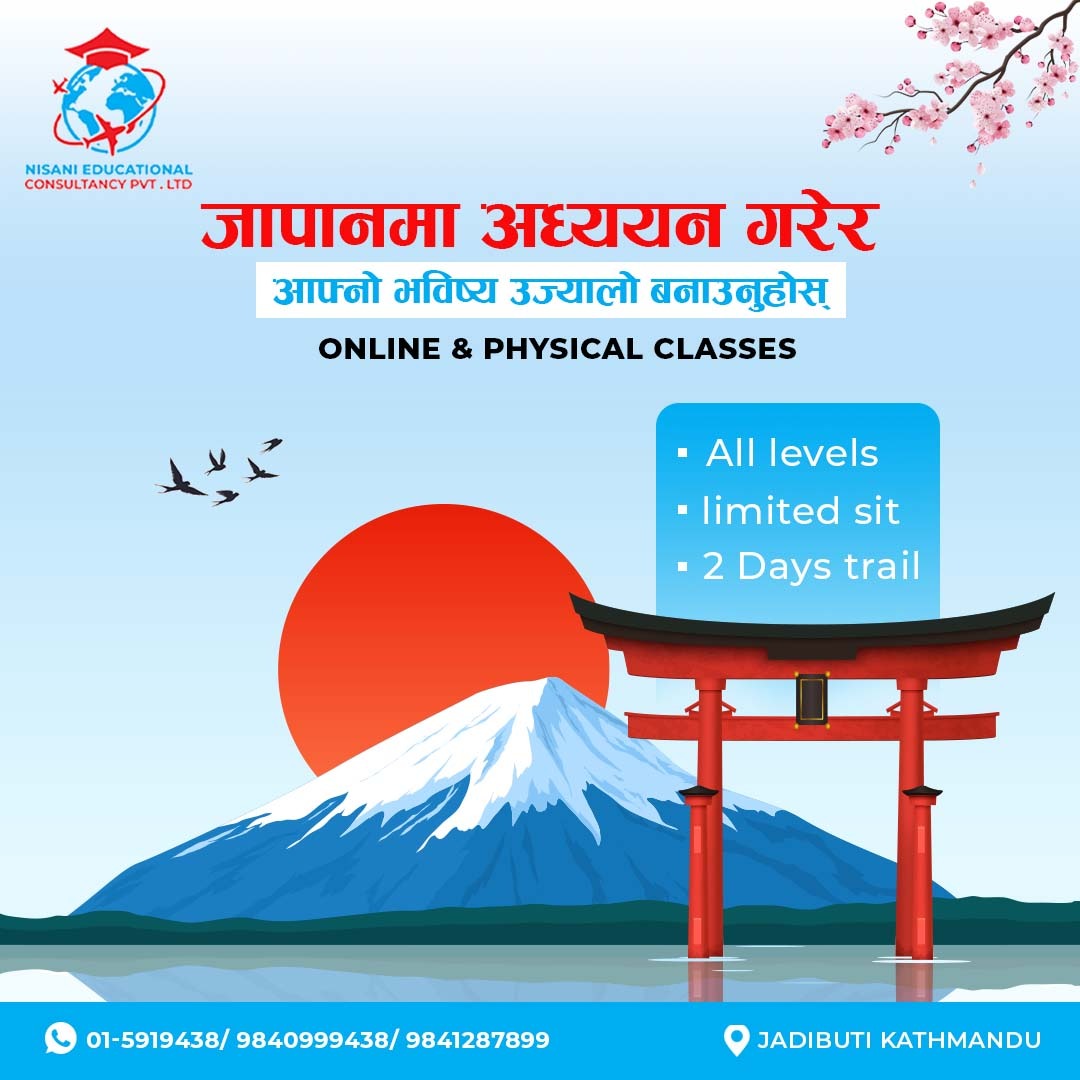 NISANI EDUCATIONAL
CONSULTANCY PVT . LTD
जापानमा अध्ययन गरेर
आफ्नो भविष्य उज्यालो बनाउनुहोस्
ONLINE & PHYSICAL CLASSES
▪ All levels
▪ limited sit
▪ 2 Days trail
01-5919438/ 9840999438/ 9841287899
JADIBUTI KATHMANDU